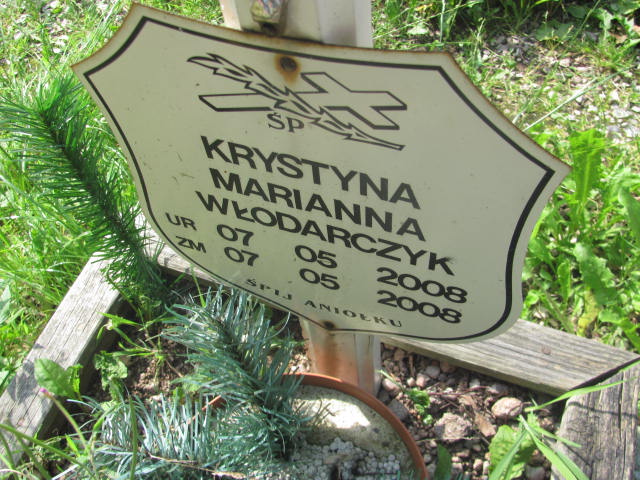 ŚP
KRYSTYNA
MARIANNA
WŁODARCZYK
UR 07 05 2008
ZM 07 05 2008
ŚPIJ ANIOŁKU